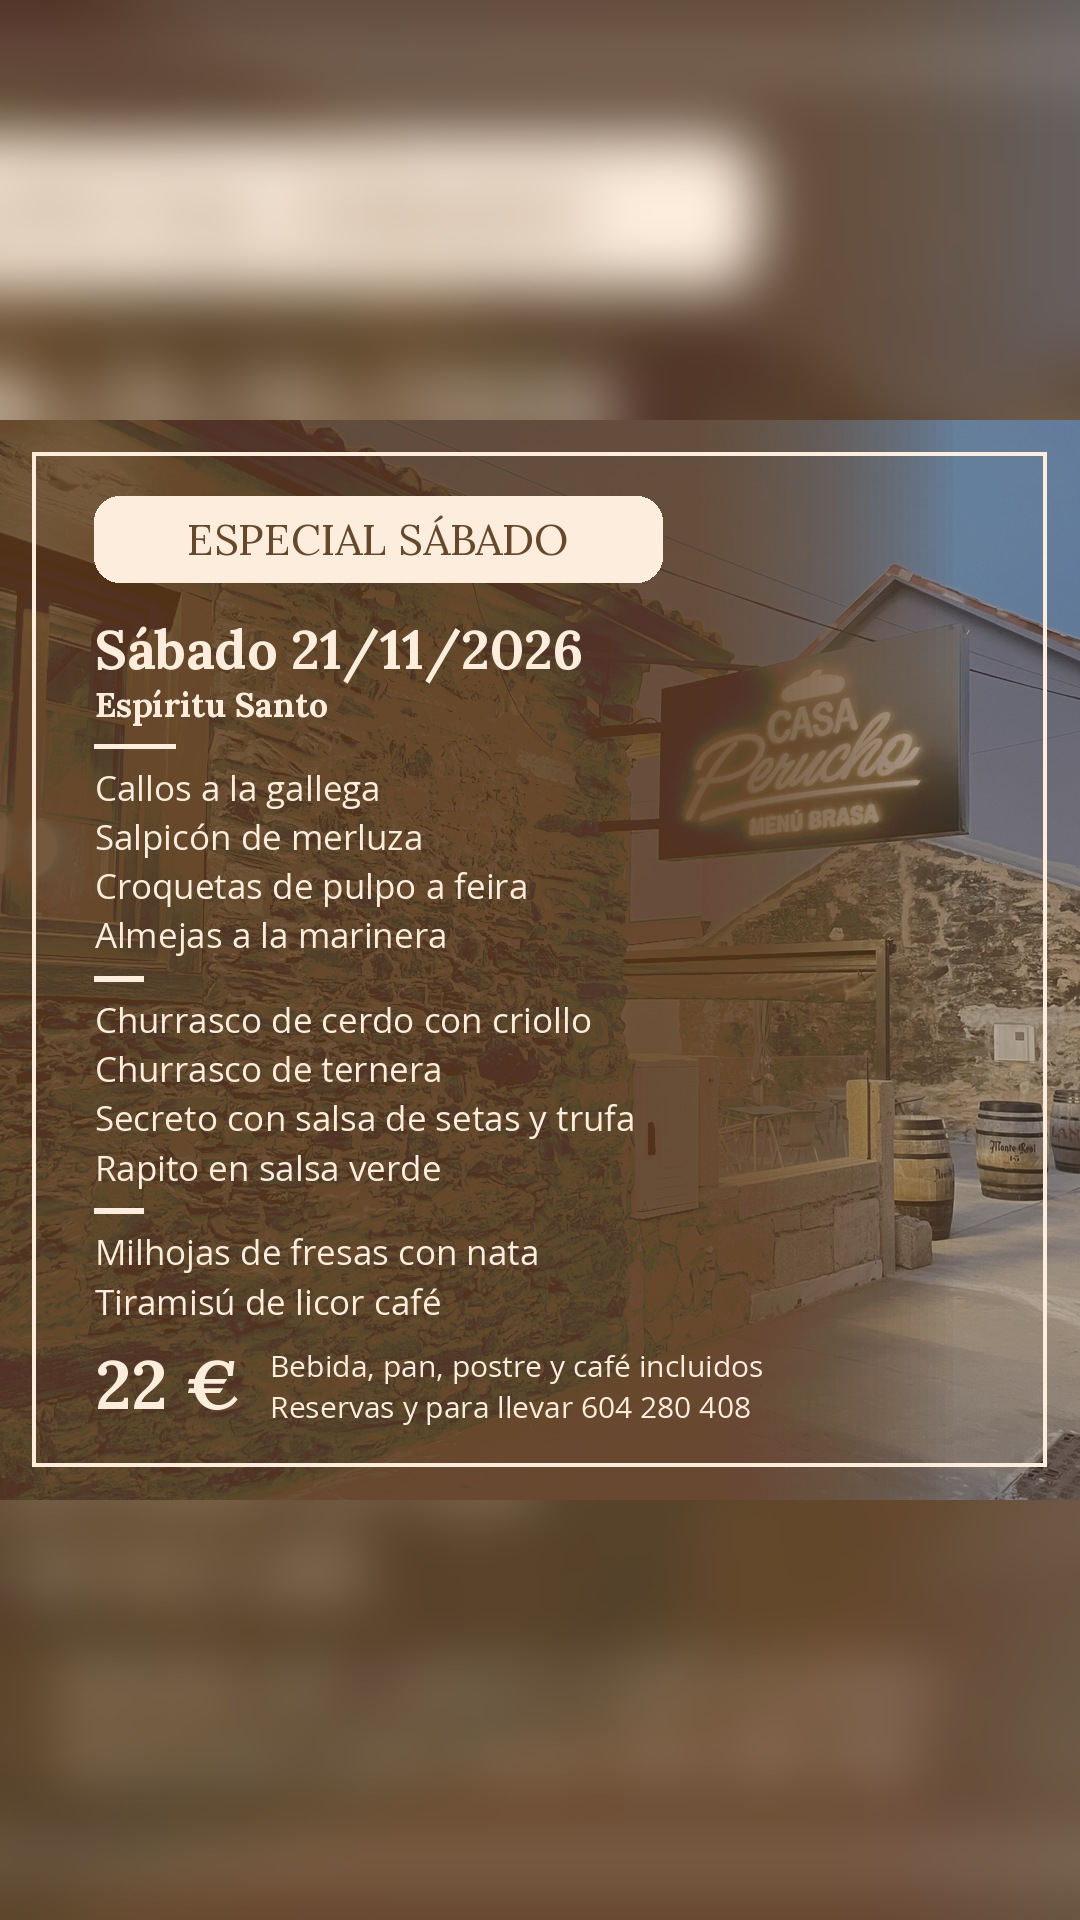 ESPECIAL SÁBADO
Sábado 21/11/2026
Espíritu Santo
Callos a la gallega
Salpicón de merluza
Croquetas de pulpo a feira
Almejas a la marinera
Churrasco de cerdo con criollo
Churrasco de ternera
Secreto con salsa de setas y trufa
Rapito en salsa verde
Milhojas de fresas con nata
Tiramisú de licor café
22 €
Bebida, pan, postre y café incluidos
Reservas y para llevar 604 280 408
CASA
Perucho
MENÚ BRASA
Monte Real